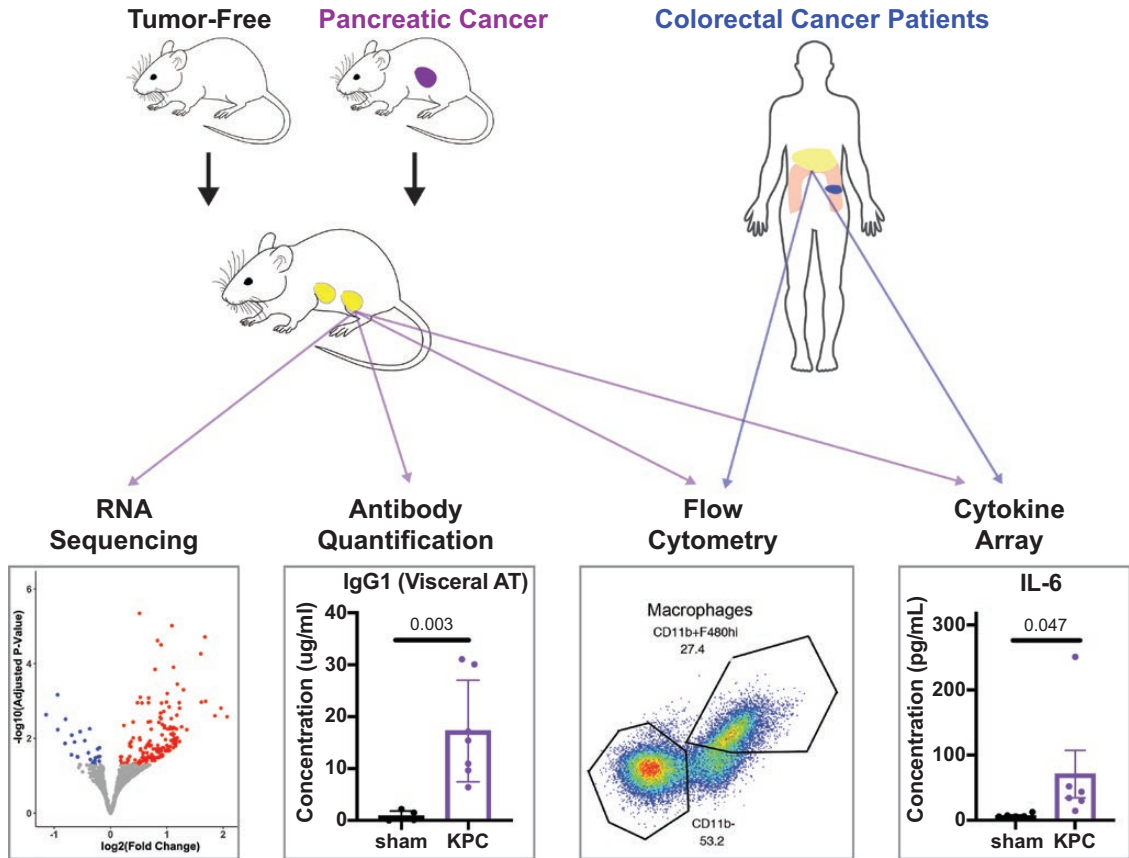 Tumor-Free
Pancreatic Cancer
Colorectal Cancer Patients
RNA
Sequencing
Antibody
Quantification
Flow
Cytometry
Cytokine
Array
6
4
2
0
-log10(Adjusted P-Value)
-1
0
1
2
log2(Fold Change)
IgG1 (Visceral AT)
Concentration (ug/ml)
40
30
20
10
0
0.003
sham
KPC
Macrophages
CD11b+F480hi
27.4
CD11b-
53.2
IL-6
Concentration (pg/mL)
300
200
100
0
0.047
sham
KPC